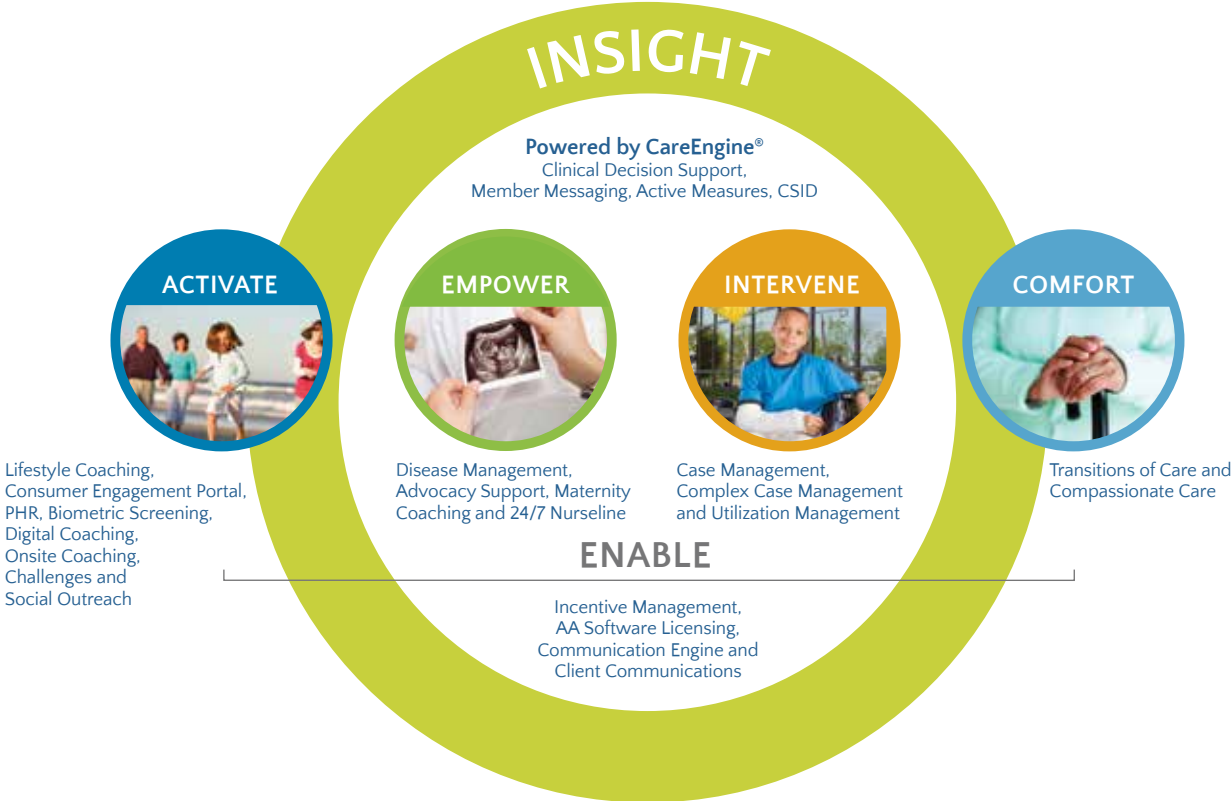 INSIGHT
Powered by CareEngine®
Clinical Decision Support,
Member Messaging, Active Measures, CSID
ACTIVATE
Lifestyle Coaching,
Consumer Engagement Portal,
PHR, Biometric Screening,
Digital Coaching,
Onsite Coaching,
Challenges and
Social Outreach
EMPOWER
Disease Management,
Advocacy Support, Maternity
Coaching and 24/7 Nurseline
INTERVENE
Case Management,
Complex Case Management
and Utilization Management
COMFORT
Transitions of Care and
Compassionate Care
ENABLE
Incentive Management,
AA Software Licensing,
Communication Engine and
Client Communications